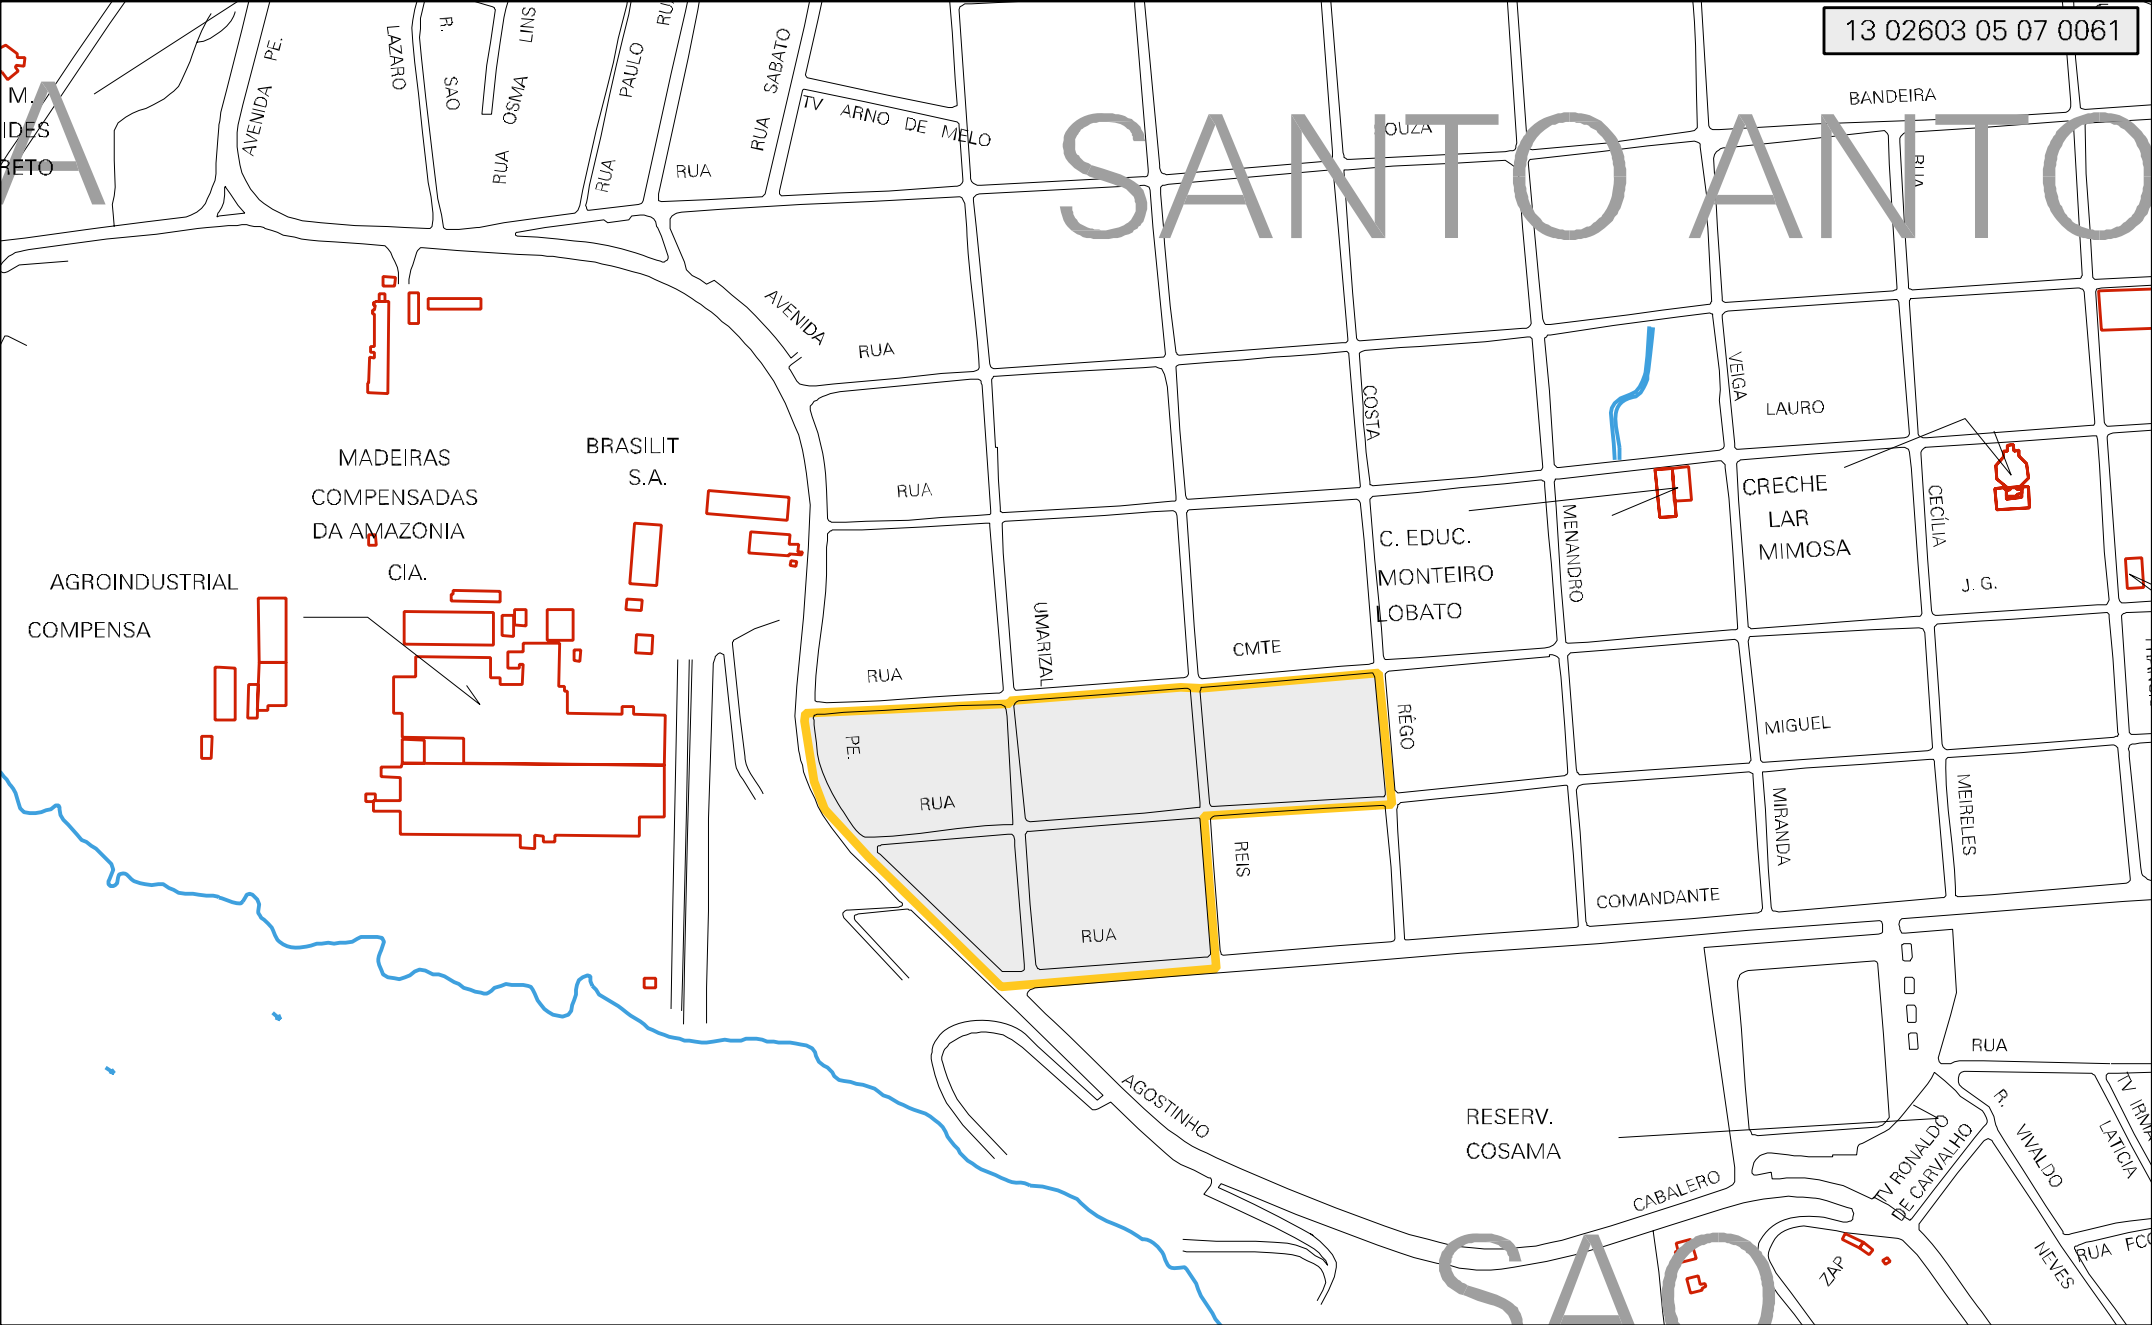 13 02603 05 07 0061
LAZARO
R.
SAO
LINS
OSMA
RUA
PAULO
RUA
SABATO
RUA
AVENIDA PE.
M.
IDES
RETO
A
TV ARNO DE MELO
RUA
BANDEIRA
OUZA
SANTO ANTO
RUA
AVENIDA
RUA
COSTA
VEIGA
LAURO
MADEIRAS
COMPENSADAS
DA AMAZONIA
CIA.
BRASILIT
S.A.
RUA
CRECHE
LAR
MIMOSA
CECÍLIA
C. EDUC.
MONTEIRO
LOBATO
MENANDRO
AGROINDUSTRIAL
COMPENSA
J. G.
UMARIZAL
CMTE
RUA
PE.
RÊGO
MIGUEL
RUA
REIS
MIRANDA
MEIRELES
COMANDANTE
RUA
RUA
AGOSTINHO
RESERV.
COSAMA
CABALERO
TV RONALDO
DE CARVALHO
R.
VIVALDO
NEVES
LATICIA
TV IRMA
RUA FCO
ZAP
SAO